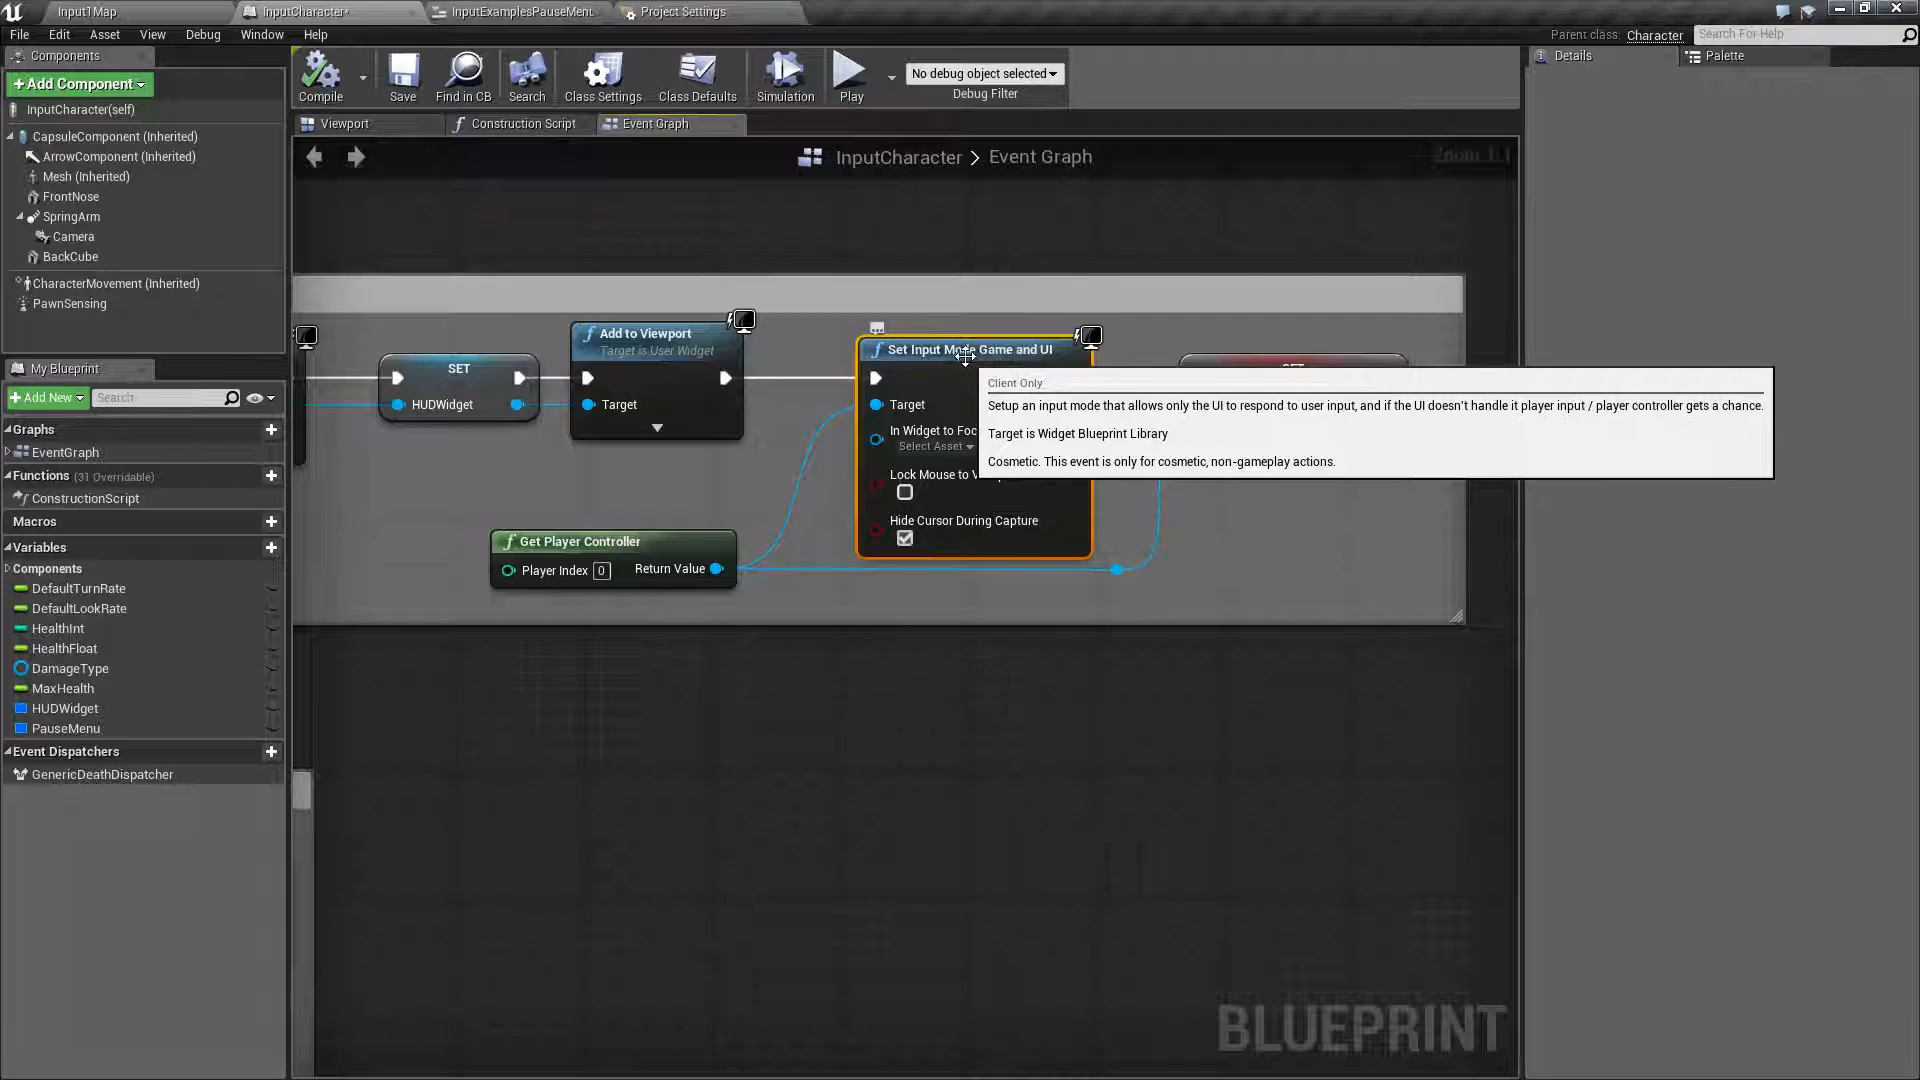 Input1Map
InputCharacter*
InputExamplesPauseMent
Project Settings
File
Edit
Asset
View
Debug
Window
Help
Parent class:
Character
Search For Help
Components
+Add Component
InputCharacter(self)
CapsuleComponent (Inherited)
ArrowComponent (Inherited)
Mesh (Inherited)
FrontNose
SpringArm
Camera
BackCube
CharacterMovement (Inherited)
PawnSensing
My Blueprint
+Add New
Search
Graphs
EventGraph
Functions (31 Overridable)
ConstructionScript
Macros
Variables
Components
DefaultTurnRate
DefaultLookRate
HealthInt
HealthFloat
DamageType
MaxHealth
HUDWidget
PauseMenu
Event Dispatchers
GenericDeathDispatcher
Compile
Save
Find in CB
Search
Class Settings
Class Defaults
Simulation
Play
No debug object selected
Debug Filter
Viewport
Construction Script
Event Graph
InputCharacter > Event Graph
SET
HUDWidget
Add to Viewport
Target is User Widget
Target
Get Player Controller
Player Index 0
Return Value
Set Input Mode Game and UI
Target
In Widget to Foc
Select Asset
Lock Mouse to V
Hide Cursor During Capture
Client Only
Setup an input mode that allows only the UI to respond to user input, and if the UI doesn't handle it player input / player controller gets a chance.
Target is Widget Blueprint Library
Cosmetic. This event is only for cosmetic, non-gameplay actions.
Details
Palette
BLUEPRINT